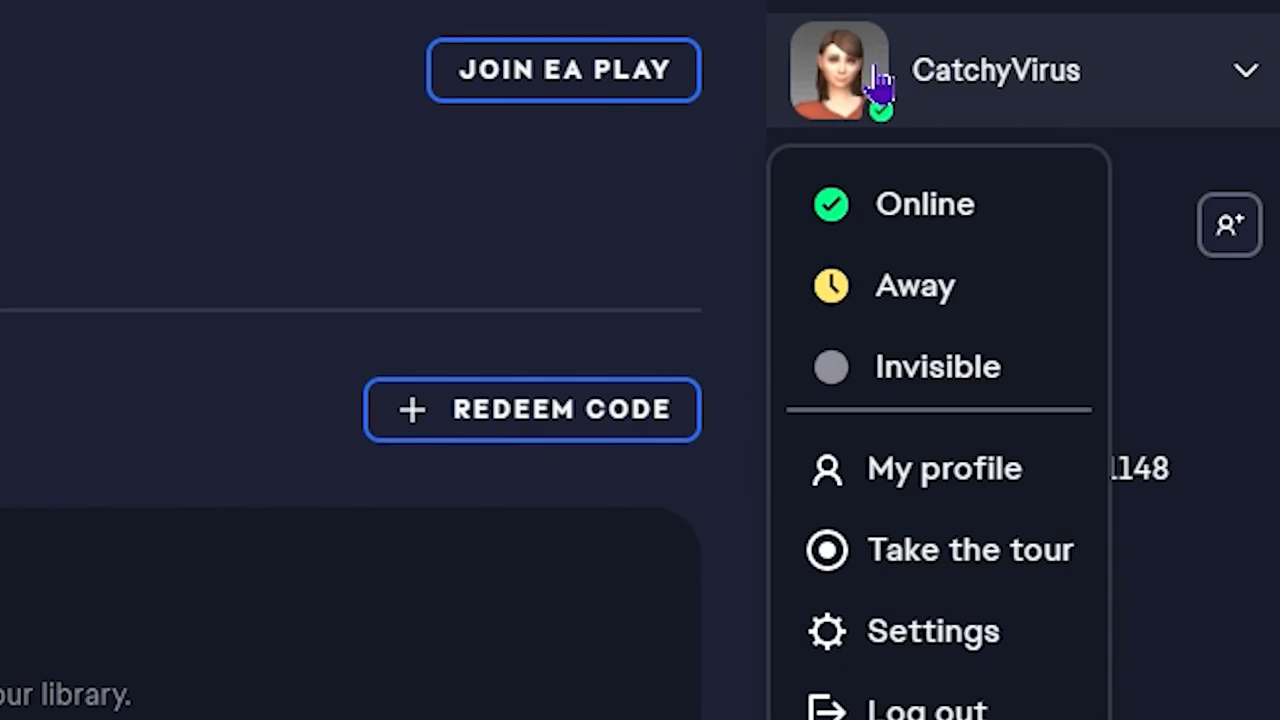 JOIN EA PLAY
CatchyVirus
Online
Away
Invisible
+ REDEEM CODE
My profile
1148
Take the tour
Settings
our library.
Log out